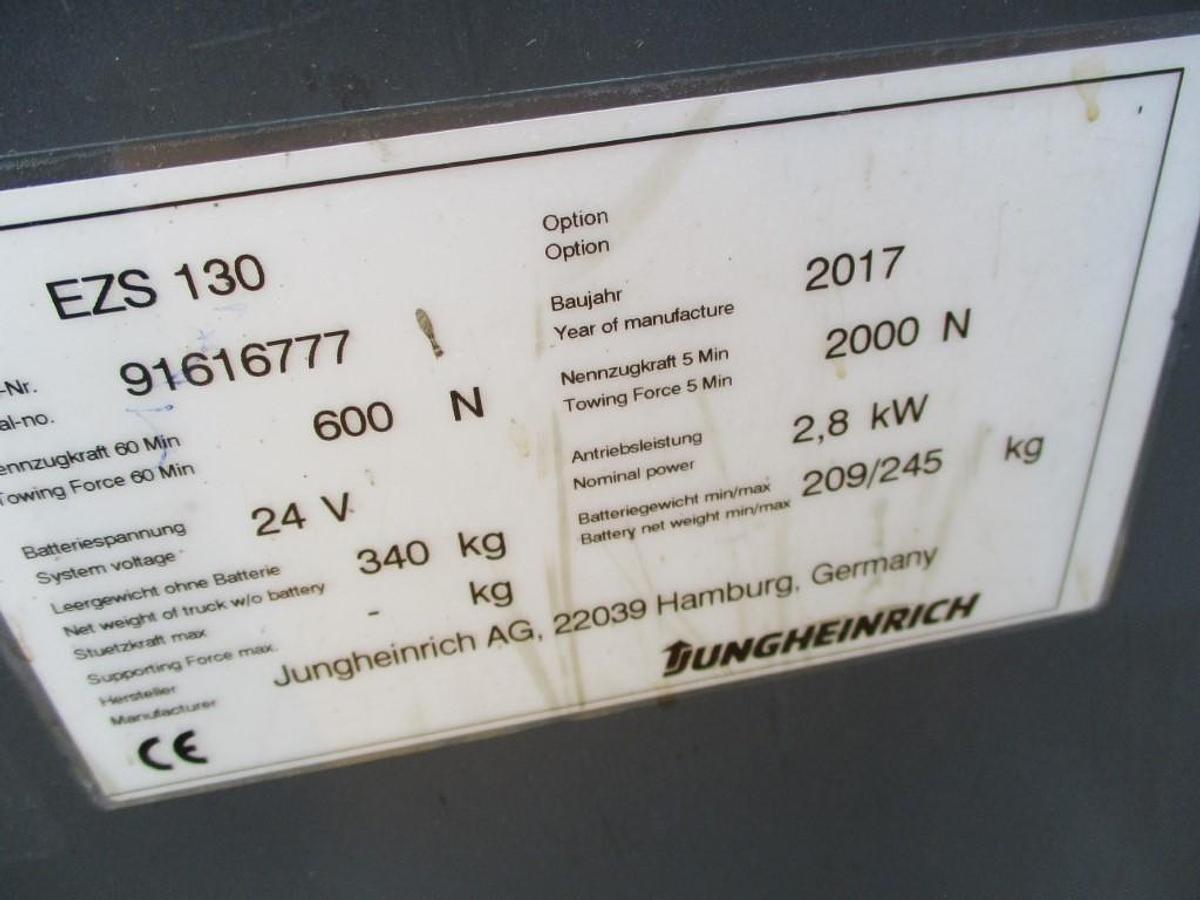 EZS 130
-Nr. 91616777
al-no.
ennzugkraft 60 Min 600 N
Towing Force 60 Min
Batteriespannung 24 V
System voltage
Leergewicht ohne Batterie 340 kg
Net weight of truck w/o battery
Stuetzkraft max - kg
Supporting Force max.
Hersteller Jungheinrich AG, 22039 Hamburg, Germany
Manufacturer
CE
Option
Option
Baujahr 2017
Year of manufacture
Nennzugkraft 5 Min 2000 N
Towing Force 5 Min
Antriebsleistung 2,8 kW
Nominal power
Batteriegewicht min/max 209/245 kg
Battery net weight min/max
JUNGHEINRICH